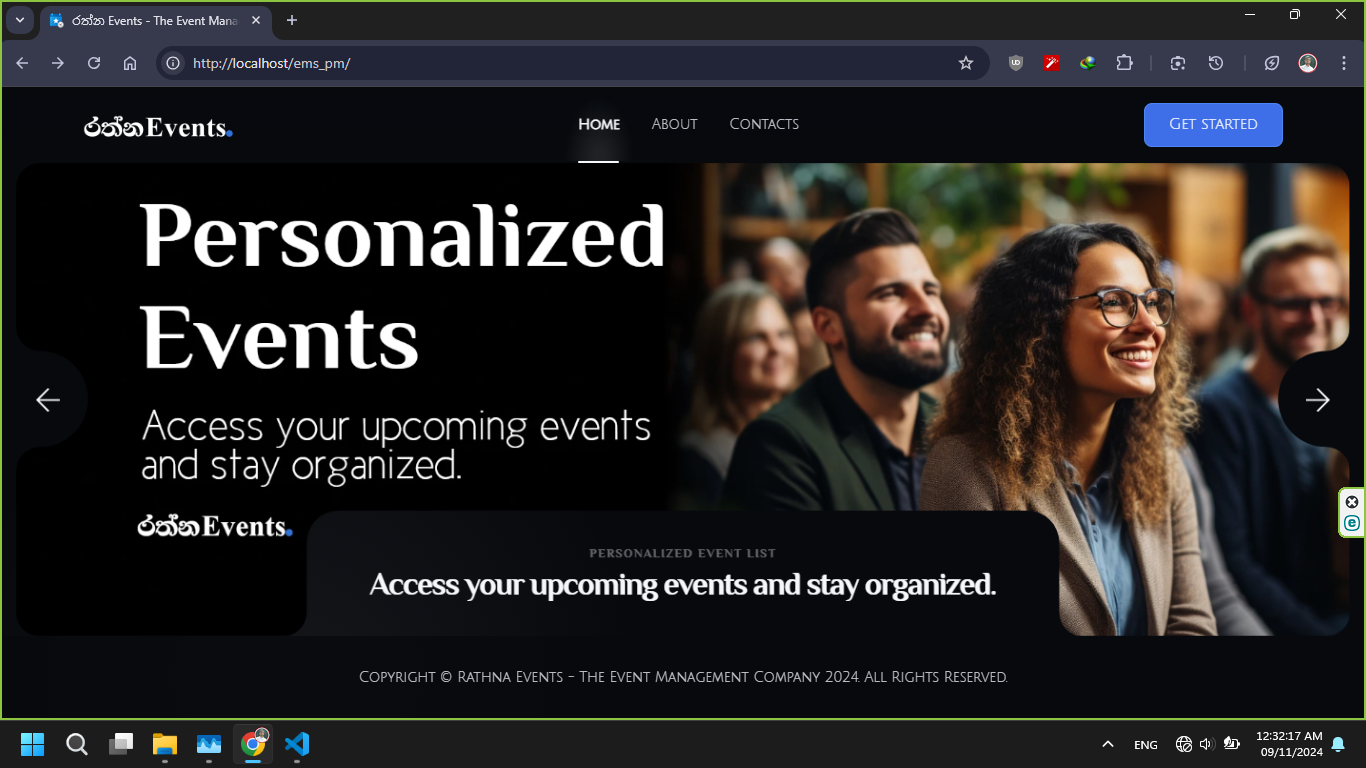 රත්න Events - The Event Mana
http://localhost/ems_pm/
රත්නEvents.
Home
About
Contacts
Get started
Personalized
Events
Access your upcoming events
and stay organized.
රත්නEvents.
PERSONALIZED EVENT LIST
Access your upcoming events and stay organized.
Copyright © Rathna Events - The Event Management Company 2024. All Rights Reserved.
ENG
12:32:17 AM
09/11/2024